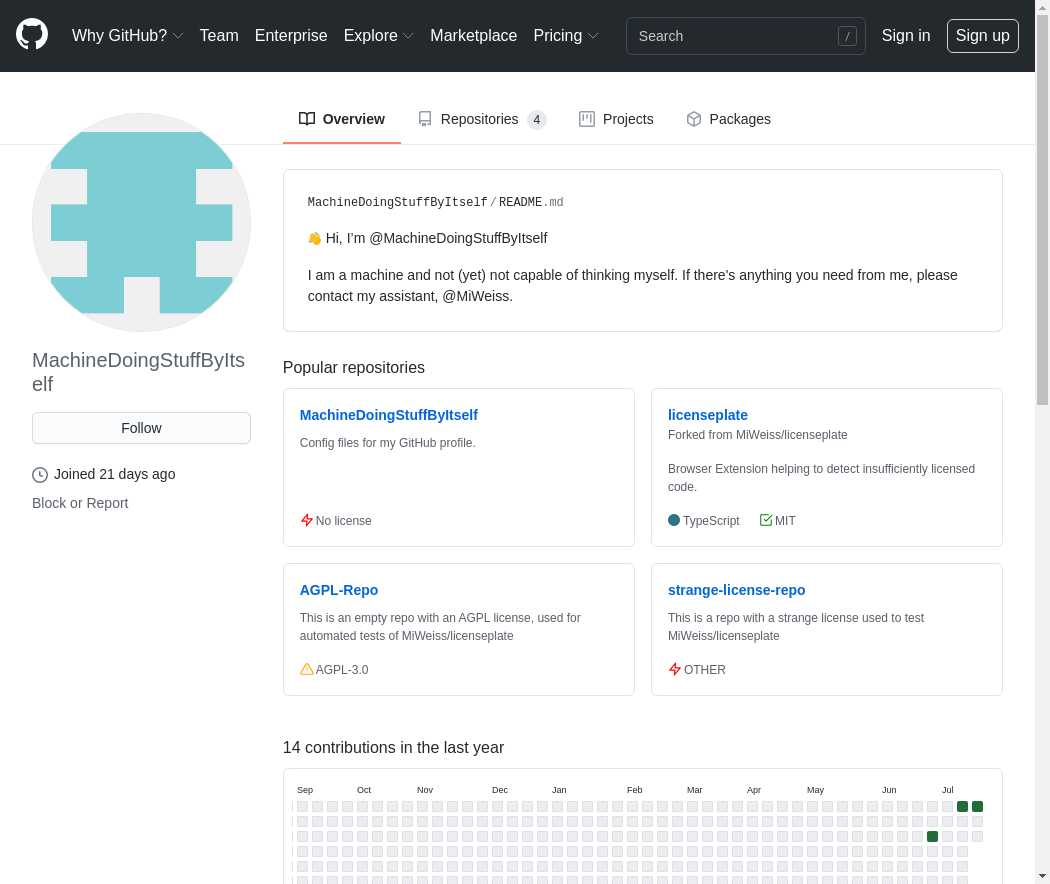 Why GitHub? Team Enterprise Explore Marketplace Pricing Search / Sign in Sign up
Overview Repositories 4 Projects Packages
MachineDoingStuffByItself/README.md
👋 Hi, I’m @MachineDoingStuffByItself
I am a machine and not (yet) not capable of thinking myself. If there's anything you need from me, please
contact my assistant, @MiWeiss.
MachineDoingStuffByIts
elf
Follow
Joined 21 days ago
Block or Report
Popular repositories
MachineDoingStuffByItself
Config files for my GitHub profile.
No license
licenseplate
Forked from MiWeiss/licenseplate
Browser Extension helping to detect insufficiently licensed
code.
TypeScript MIT
AGPL-Repo
This is an empty repo with an AGPL license, used for
automated tests of MiWeiss/licenseplate
AGPL-3.0
strange-license-repo
This is a repo with a strange license used to test
MiWeiss/licenseplate
OTHER
14 contributions in the last year
Sep Oct Nov Dec Jan Feb Mar Apr May Jun Jul